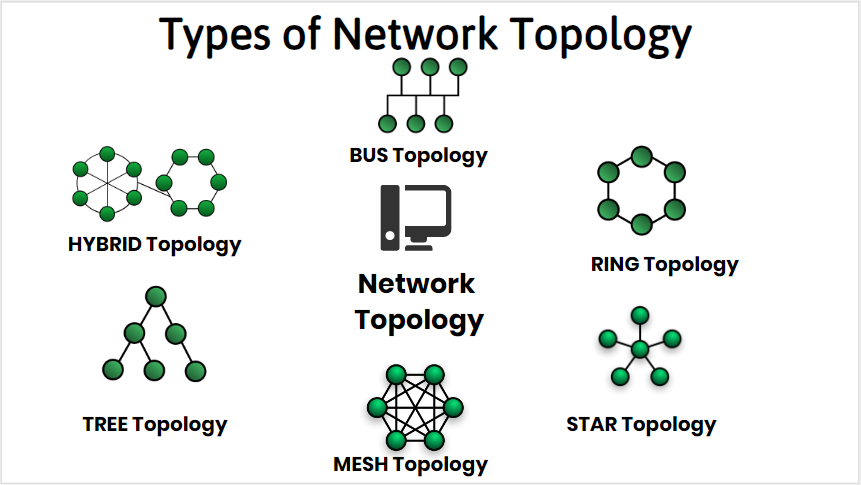 Types of Network Topology
BUS Topology
HYBRID Topology
RING Topology
Network
Topology
TREE Topology
STAR Topology
MESH Topology